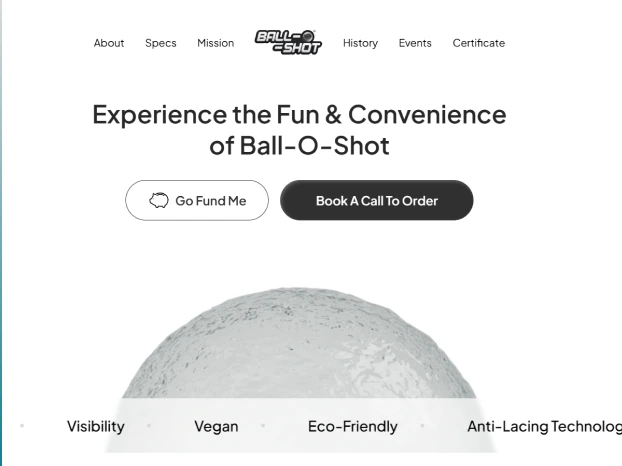 About Specs Mission BALL-O-SHOT History Events Certificate
Experience the Fun & Convenience
of Ball-O-Shot
Go Fund Me Book A Call To Order
Visibility Vegan Eco-Friendly Anti-Lacing Technolog